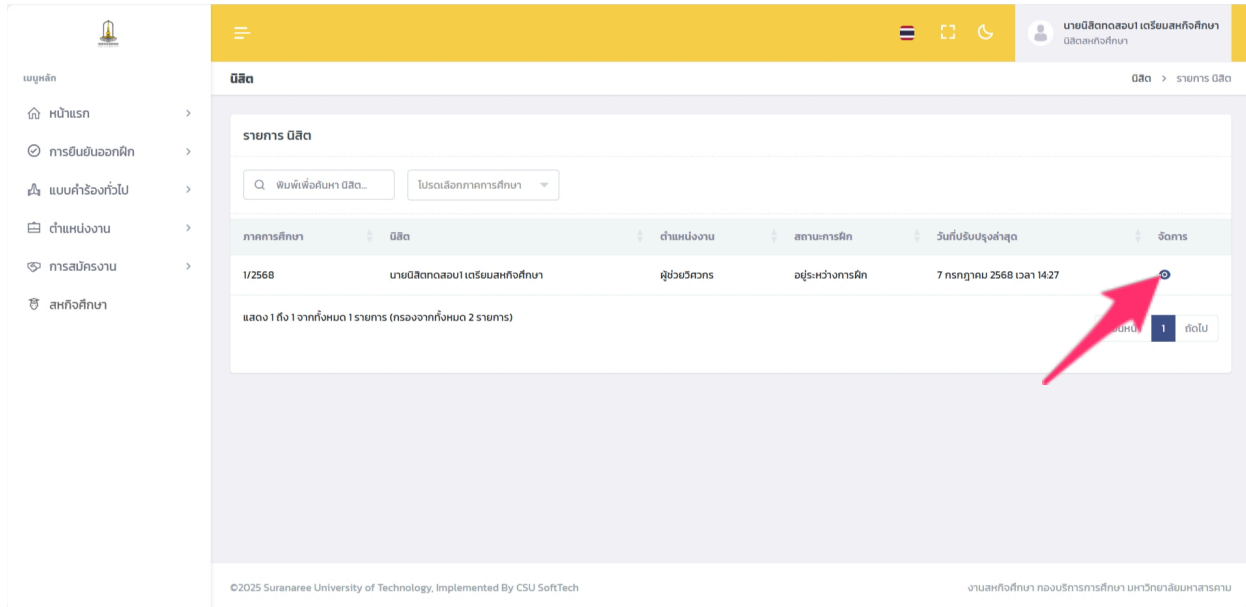 นายนิสิตทดสอบ1 เตรียมสหกิจศึกษา
นิสิตสหกิจศึกษา
เมนูหลัก
หน้าแรก
การยืนยันออกฝึก
แบบคำร้องทั่วไป
ตำแหน่งงาน
การสมัครงาน
สหกิจศึกษา
นิสิต
นิสิต > รายการ นิสิต
รายการ นิสิต
พิมพ์เพื่อค้นหา นิสิต...
โปรดเลือกภาคการศึกษา
ภาคการศึกษา นิสิต ตำแหน่งงาน สถานะการฝึก วันที่ปรับปรุงล่าสุด จัดการ
1/2568 นายนิสิตทดสอบ1 เตรียมสหกิจศึกษา ผู้ช่วยวิศวกร อยู่ระหว่างการฝึก 7 กรกฎาคม 2568 เวลา 14:27
แสดง 1 ถึง 1 จากทั้งหมด 1 รายการ (กรองจากทั้งหมด 2 รายการ)
1 ถัดไป
©2025 Suranaree University of Technology, Implemented By CSU SoftTech
งานสหกิจศึกษา กองบริการการศึกษา มหาวิทยาลัยมหาสารคาม